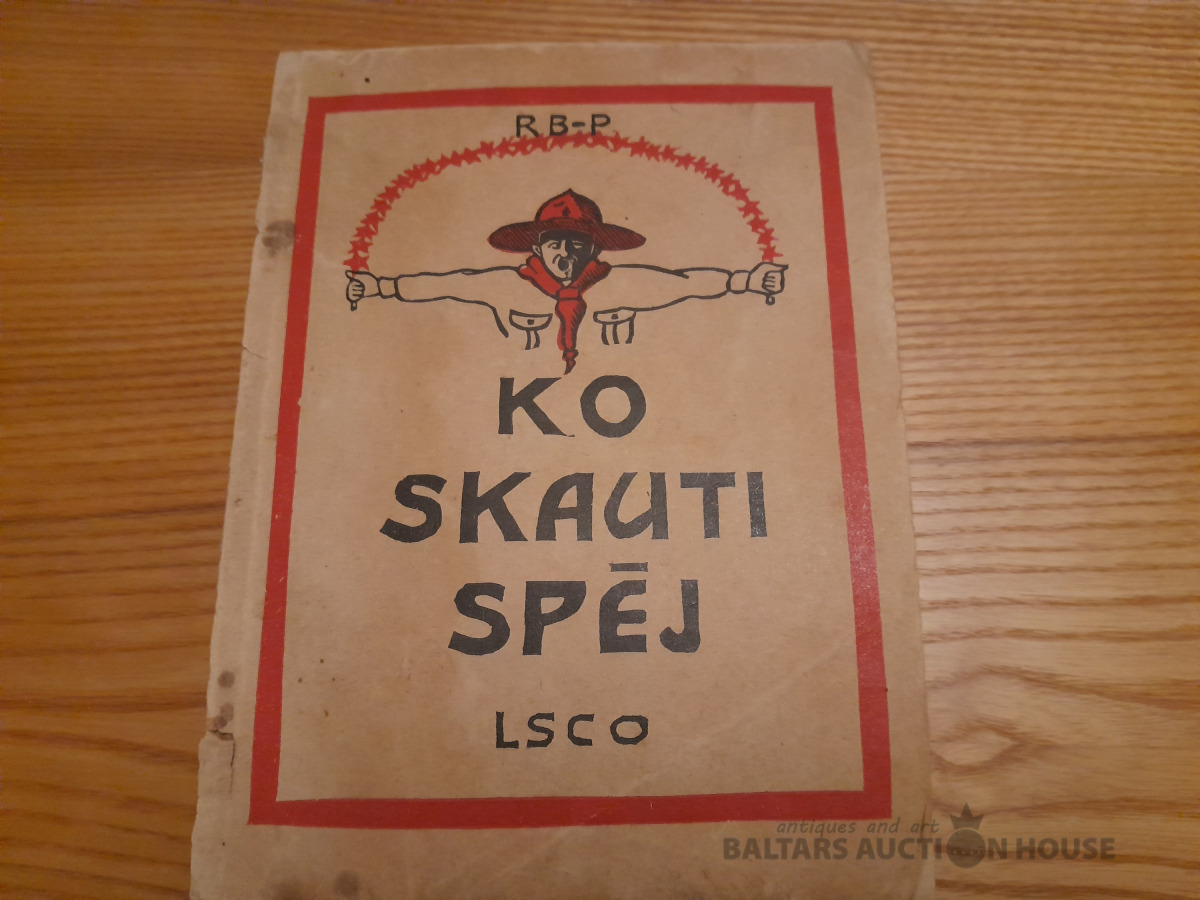 RB-P
KO
SKAUTI
SPĒJ
LSCO
antiques and art
BALTARS AUCTION HOUSE